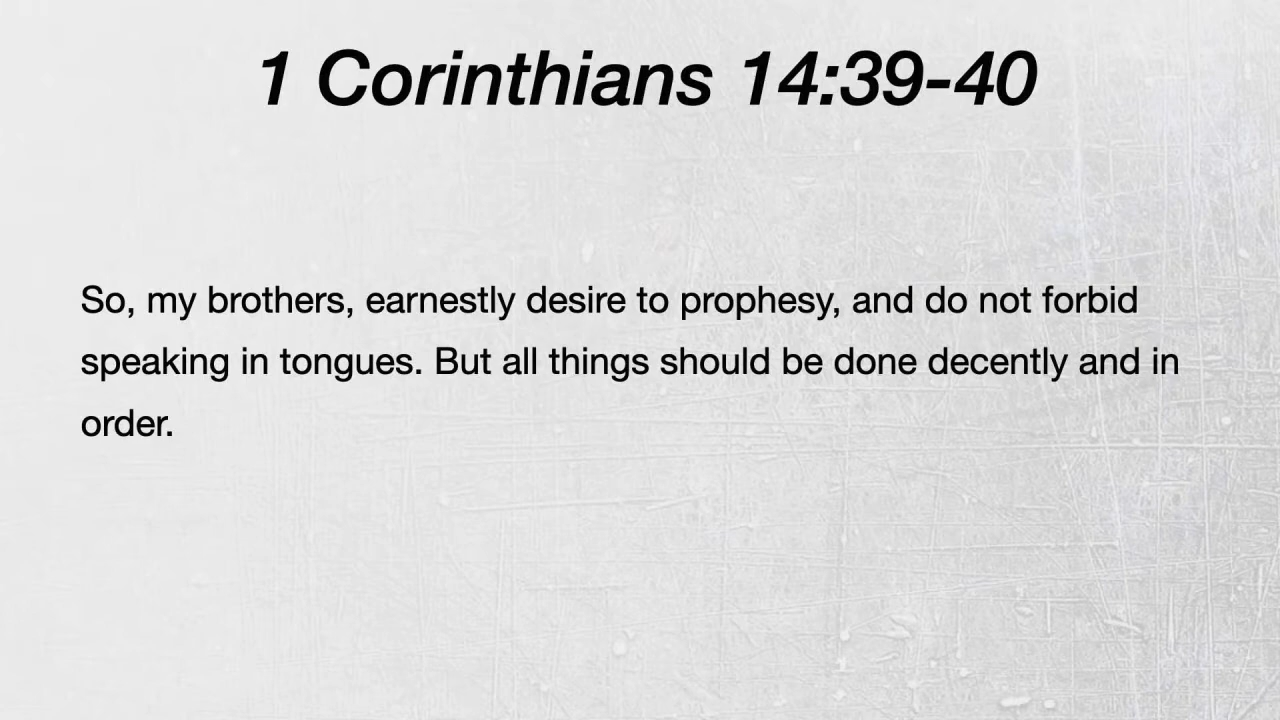 1 Corinthians 14:39-40
So, my brothers, earnestly desire to prophesy, and do not forbid
speaking in tongues. But all things should be done decently and in
order.